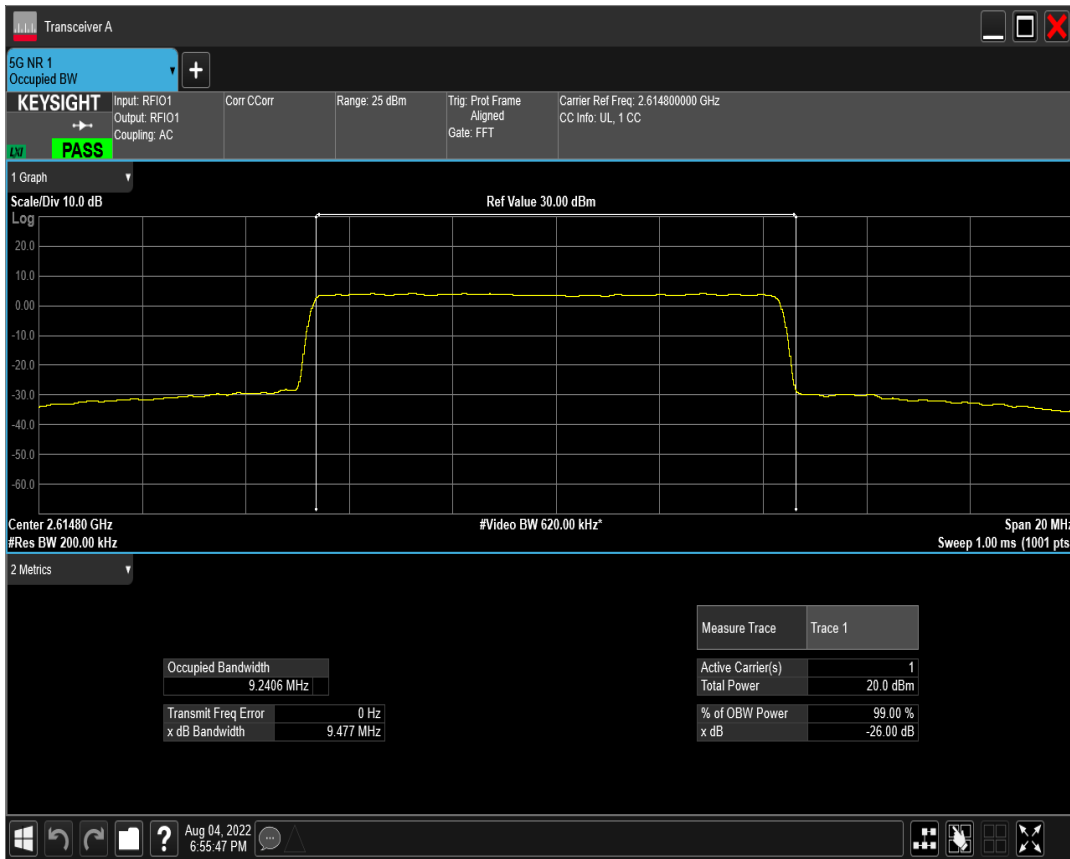 Transceiver A
5G NR 1
Occupied BW
KEYSIGHT
LXI
PASS
Input: RFIO1
Output: RFIO1
Coupling: AC
Corr CCorr
Range: 25 dBm
Trig: Prot Frame
Aligned
Gate: FFT
Carrier Ref Freq: 2.614800000 GHz
CC Info: UL, 1 CC
1 Graph
Scale/Div 10.0 dB
Ref Value 30.00 dBm
Log
20.0
10.0
0.00
-10.0
-20.0
-30.0
-40.0
-50.0
-60.0
Center 2.61480 GHz
#Video BW 620.00 kHz*
Span 20 MHz
#Res BW 200.00 kHz
Sweep 1.00 ms (1001 pts
2 Metrics
Measure Trace Trace 1
Occupied Bandwidth
9.2406 MHz
Active Carrier(s) 1
Total Power 20.0 dBm
Transmit Freq Error 0 Hz
x dB Bandwidth 9.477 MHz
% of OBW Power 99.00 %
x dB -26.00 dB
?
Aug 04, 2022
6:55:47 PM